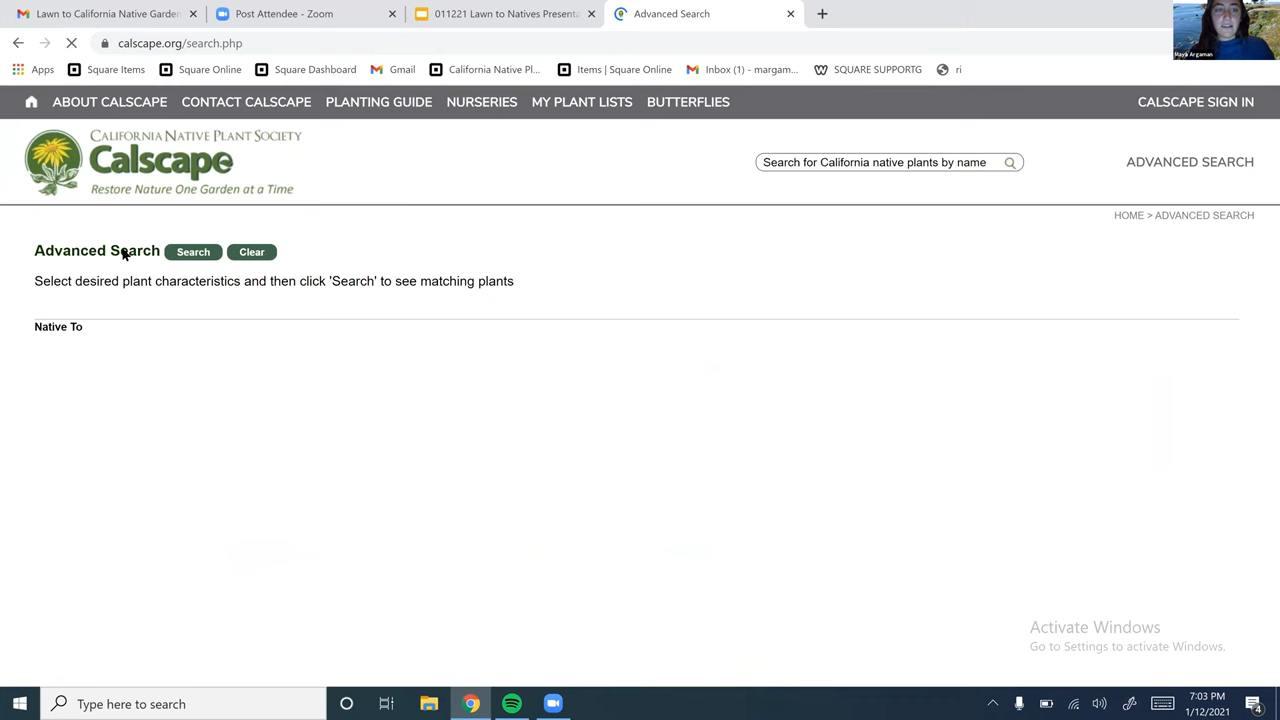 Lawn to California Native Garden
Post Attendee - Zoom
011221 Lawn to Natives Presenta
Advanced Search
calscape.org/search.php
Maya Argaman
Apps
Square Items
Square Online
Square Dashboard
Gmail
California Native Pl...
Items | Square Online
Inbox (1) - margam...
SQUARE SUPPORTG
ri
ABOUT CALSCAPE
CONTACT CALSCAPE
PLANTING GUIDE
NURSERIES
MY PLANT LISTS
BUTTERFLIES
CALSCAPE SIGN IN
CALIFORNIA NATIVE PLANT SOCIETY
Calscape
Restore Nature One Garden at a Time
Search for California native plants by name
ADVANCED SEARCH
HOME > ADVANCED SEARCH
Advanced Search
Search
Clear
Select desired plant characteristics and then click 'Search' to see matching plants
Native To
Activate Windows
Go to Settings to activate Windows.
Type here to search
7:03 PM
1/12/2021
4